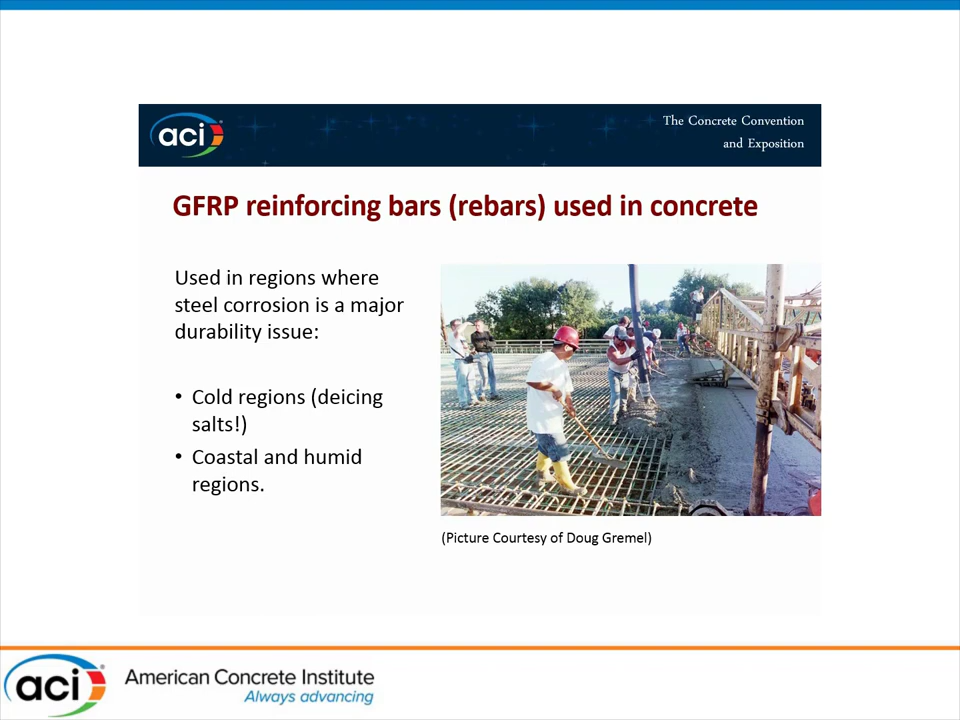 aci
The Concrete Convention
and Exposition
GFRP reinforcing bars (rebars) used in concrete
Used in regions where
steel corrosion is a major
durability issue:
• Cold regions (deicing
salts!)
• Coastal and humid
regions.
(Picture Courtesy of Doug Gremel)
aci
American Concrete Institute
Always advancing